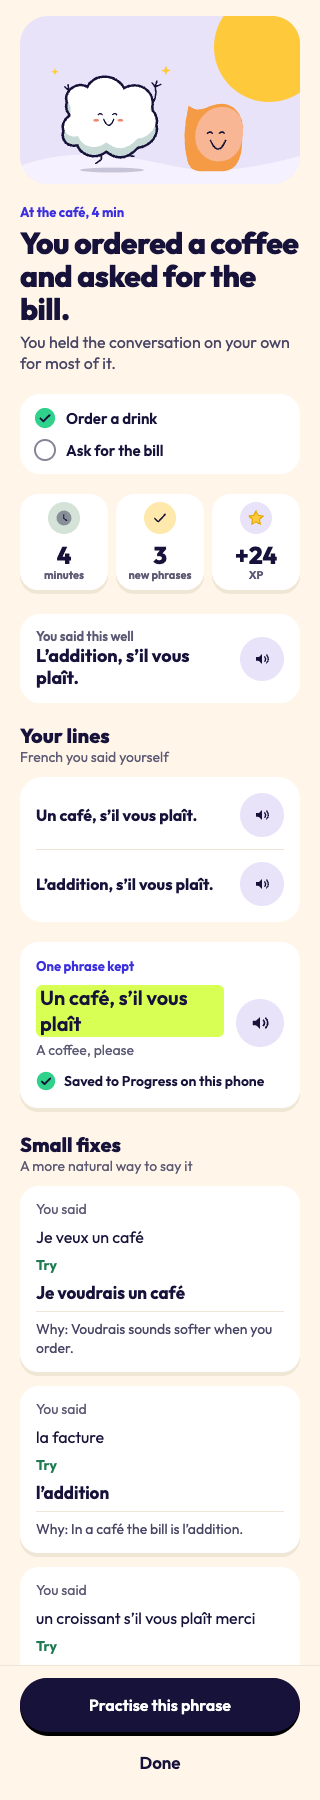 At the café, 4 min
You ordered a coffee
and asked for the
bill.
You held the conversation on your own
for most of it.
Order a drink
Ask for the bill
4
minutes
3
new phrases
+24
XP
You said this well
L’addition, s’il vous
plaît.
Your lines
French you said yourself
Un café, s’il vous plaît.
L’addition, s’il vous plaît.
One phrase kept
Un café, s’il vous
plaît
A coffee, please
Saved to Progress on this phone
Small fixes
A more natural way to say it
You said
Je veux un café
Try
Je voudrais un café
Why: Voudrais sounds softer when you
order.
You said
la facture
Try
l’addition
Why: In a café the bill is l’addition.
You said
un croissant s’il vous plaît merci
Try
Practise this phrase
Done